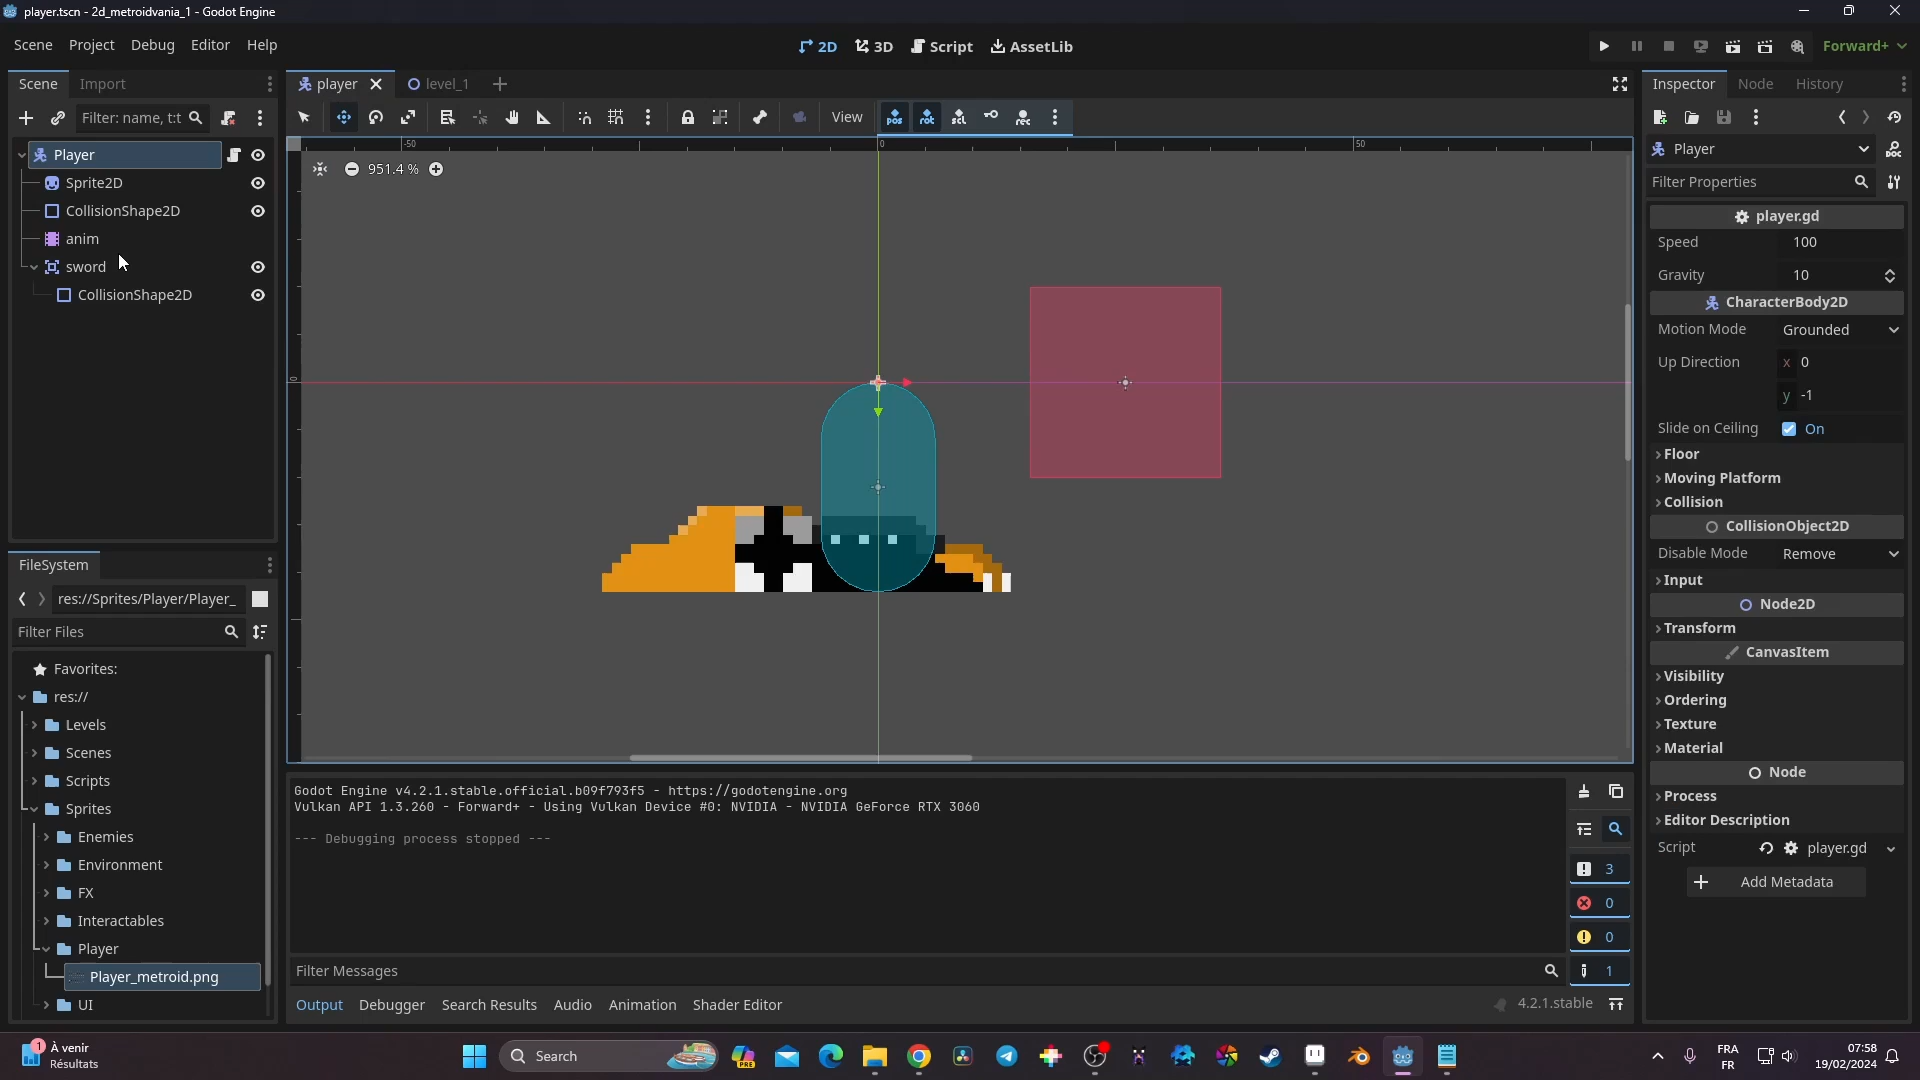 player.tscn - 2d_metroidvania_1 - Godot Engine
Scene Project Debug Editor Help
2D 3D Script AssetLib
Forward+
Scene Import
player level_1
Inspector Node History
Filter: name, t:t
View
pos rot scl rec
Player
Sprite2D
CollisionShape2D
anim
sword
CollisionShape2D
-50 0 50
0
951.4 %
Player
DOC
Filter Properties
player.gd
Speed 100
Gravity 10
CharacterBody2D
Motion Mode Grounded
Up Direction x 0
y -1
Slide on Ceiling On
Floor
Moving Platform
Collision
CollisionObject2D
Disable Mode Remove
Input
Node2D
Transform
CanvasItem
Visibility
Ordering
Texture
Material
Node
Process
Editor Description
Script player.gd
Add Metadata
FileSystem
res://Sprites/Player/Player_
Filter Files
Favorites:
res://
Levels
Scenes
Scripts
Sprites
Enemies
Environment
FX
Interactables
Player
Player_metroid.png
UI
Godot Engine v4.2.1.stable.official.b09f793f5 - https://godotengine.org
Vulkan API 1.3.260 - Forward+ - Using Vulkan Device #0: NVIDIA - NVIDIA GeForce RTX 3060
--- Debugging process stopped ---
3
0
0
1
Filter Messages
Output Debugger Search Results Audio Animation Shader Editor
4.2.1.stable
1
À venir
Résultats
Search
PRE
FRA
FR
07:58
19/02/2024